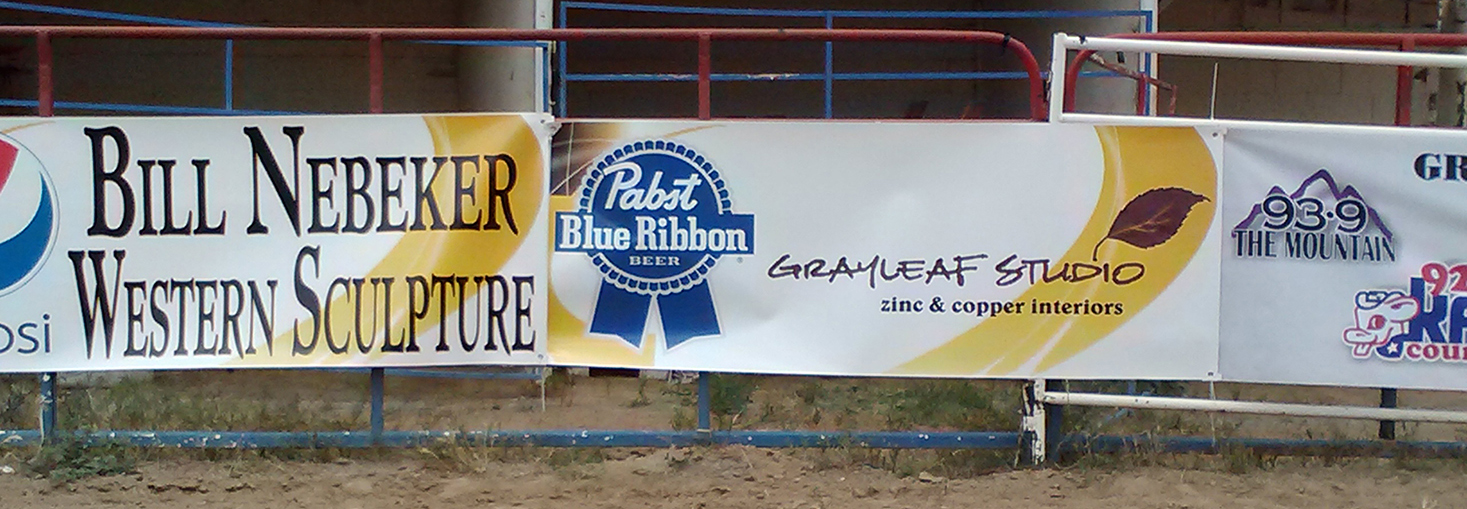 BILL NEBEKER
WESTERN SCULPTURE
Pabst
Blue Ribbon
BEER
GRAYLEAF STUDIO
zinc & copper interiors
93.9
THE MOUNTAIN